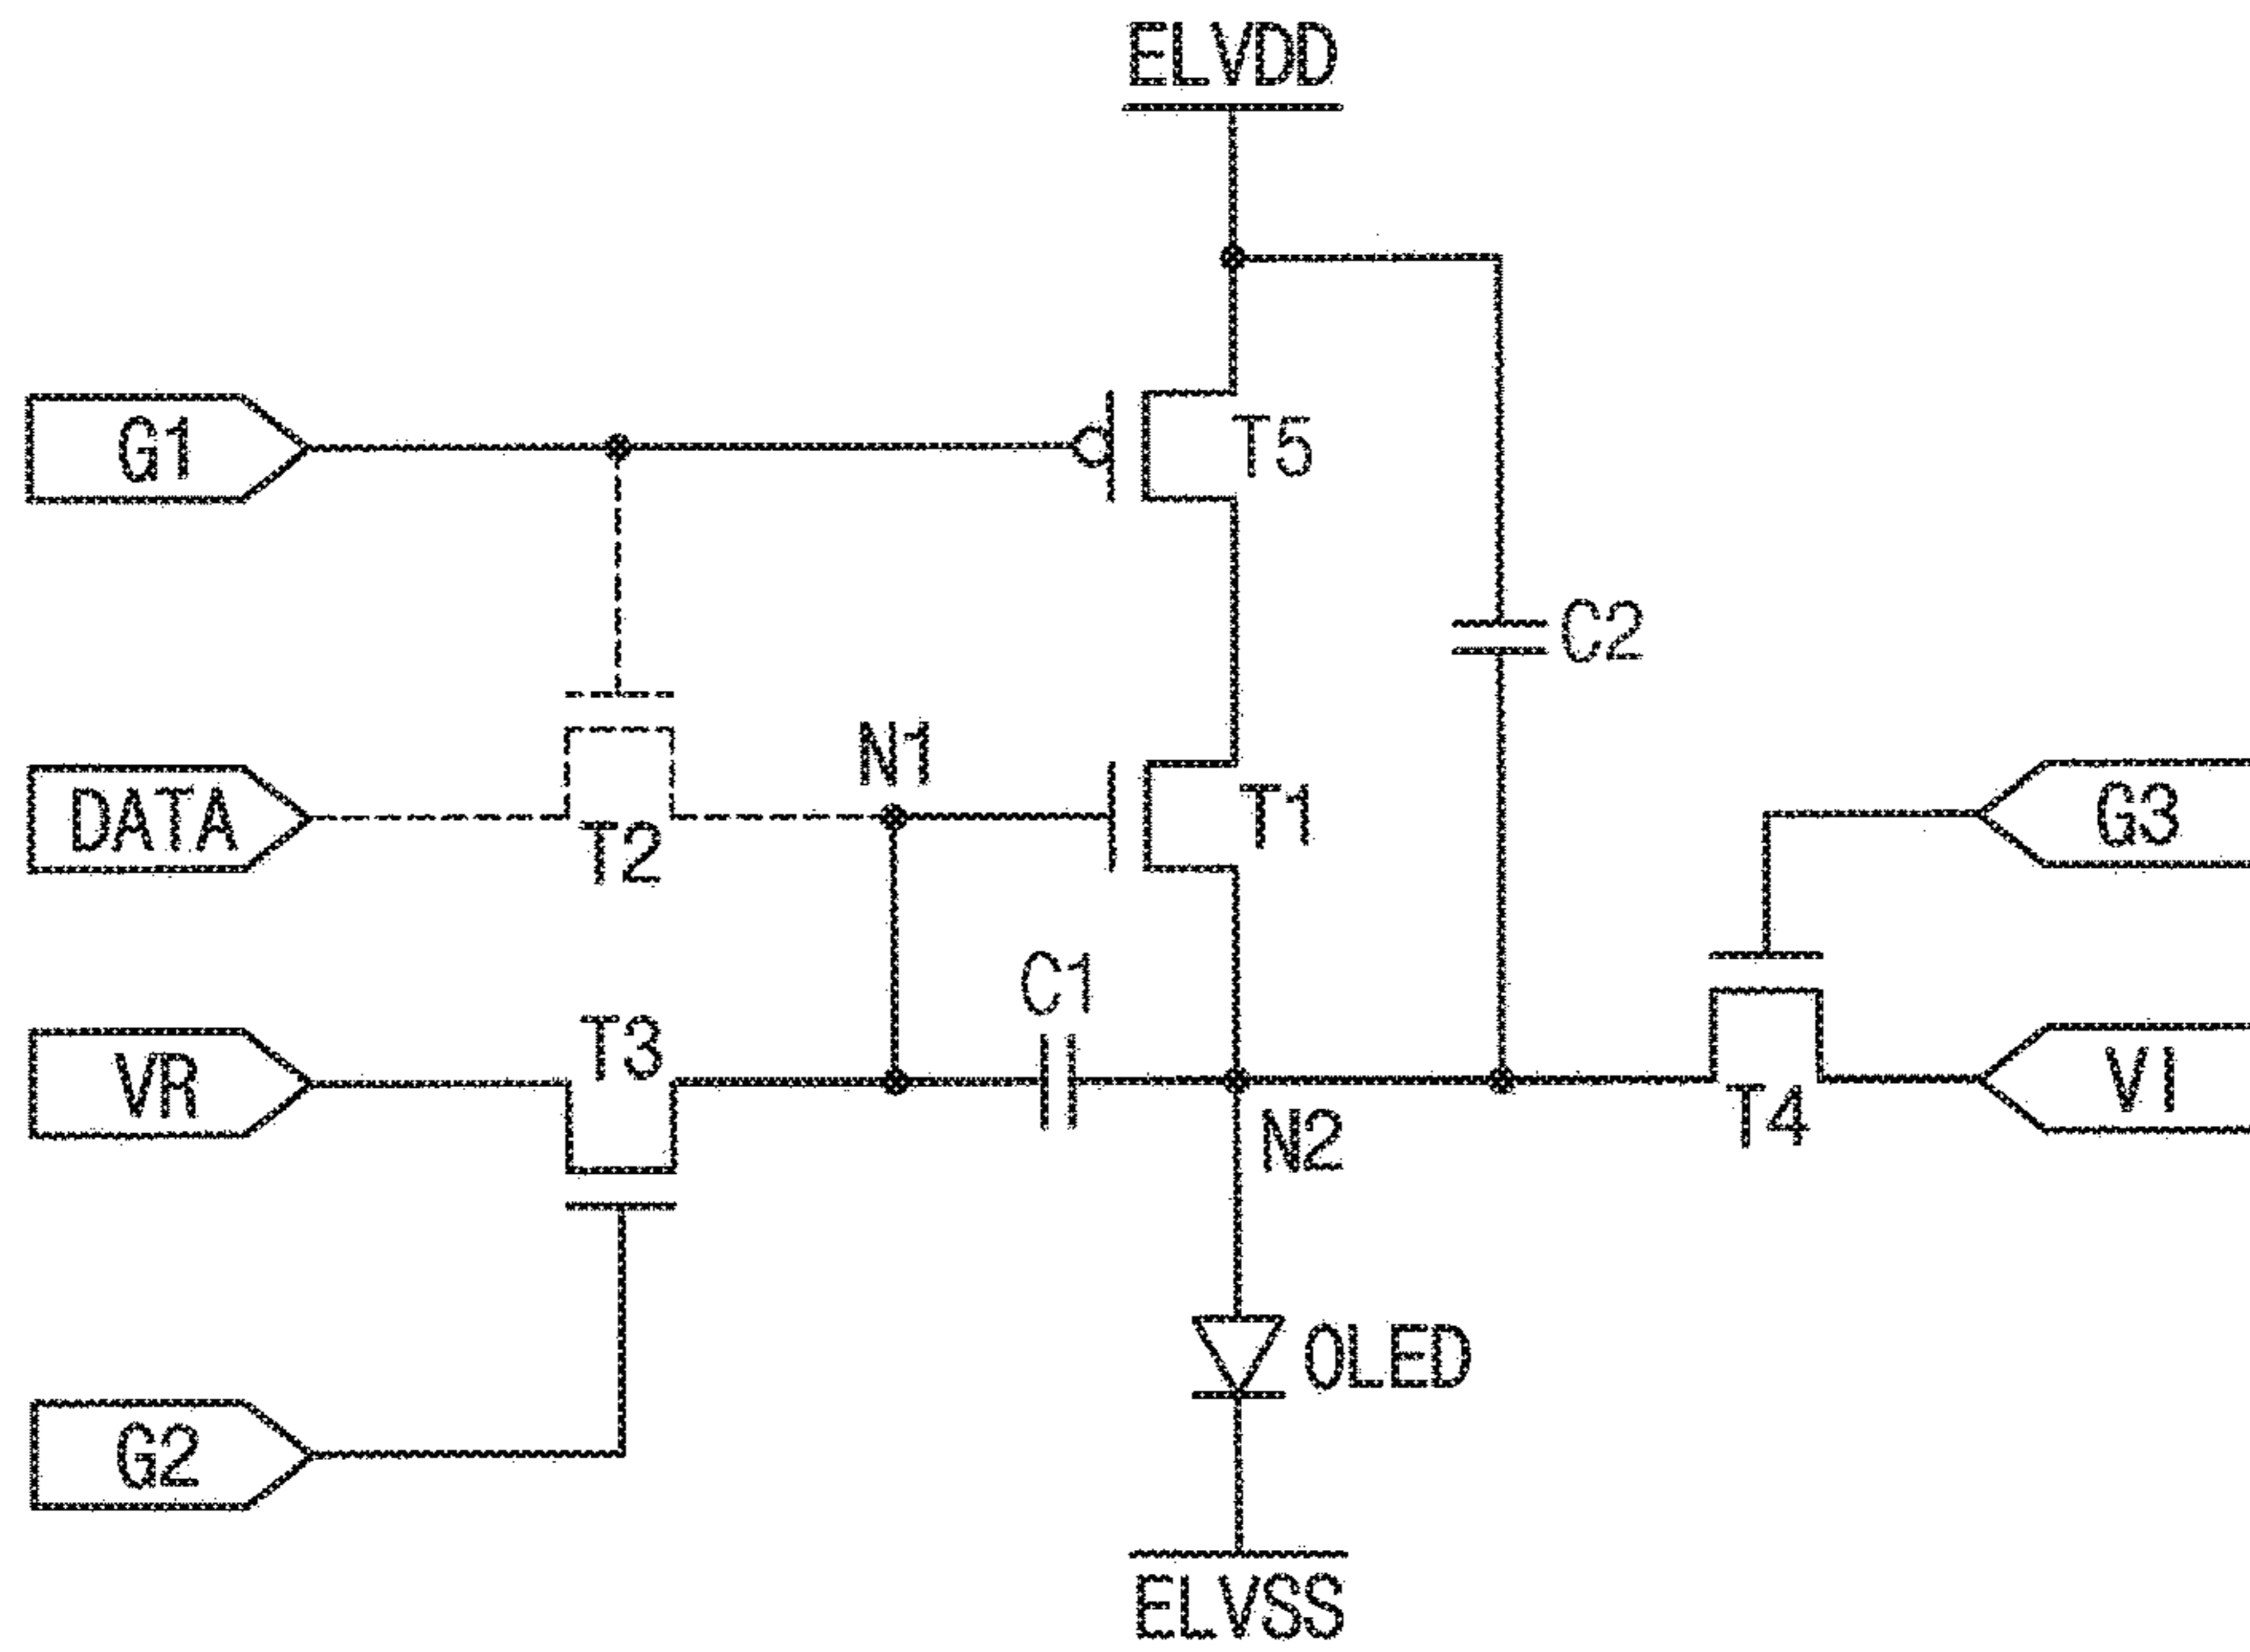 ELVDD
G1
T5
C2
N1
DATA
T2
T1
G3
C1
VR
T3
N2
T4
VI
G2
OLED
ELVSS